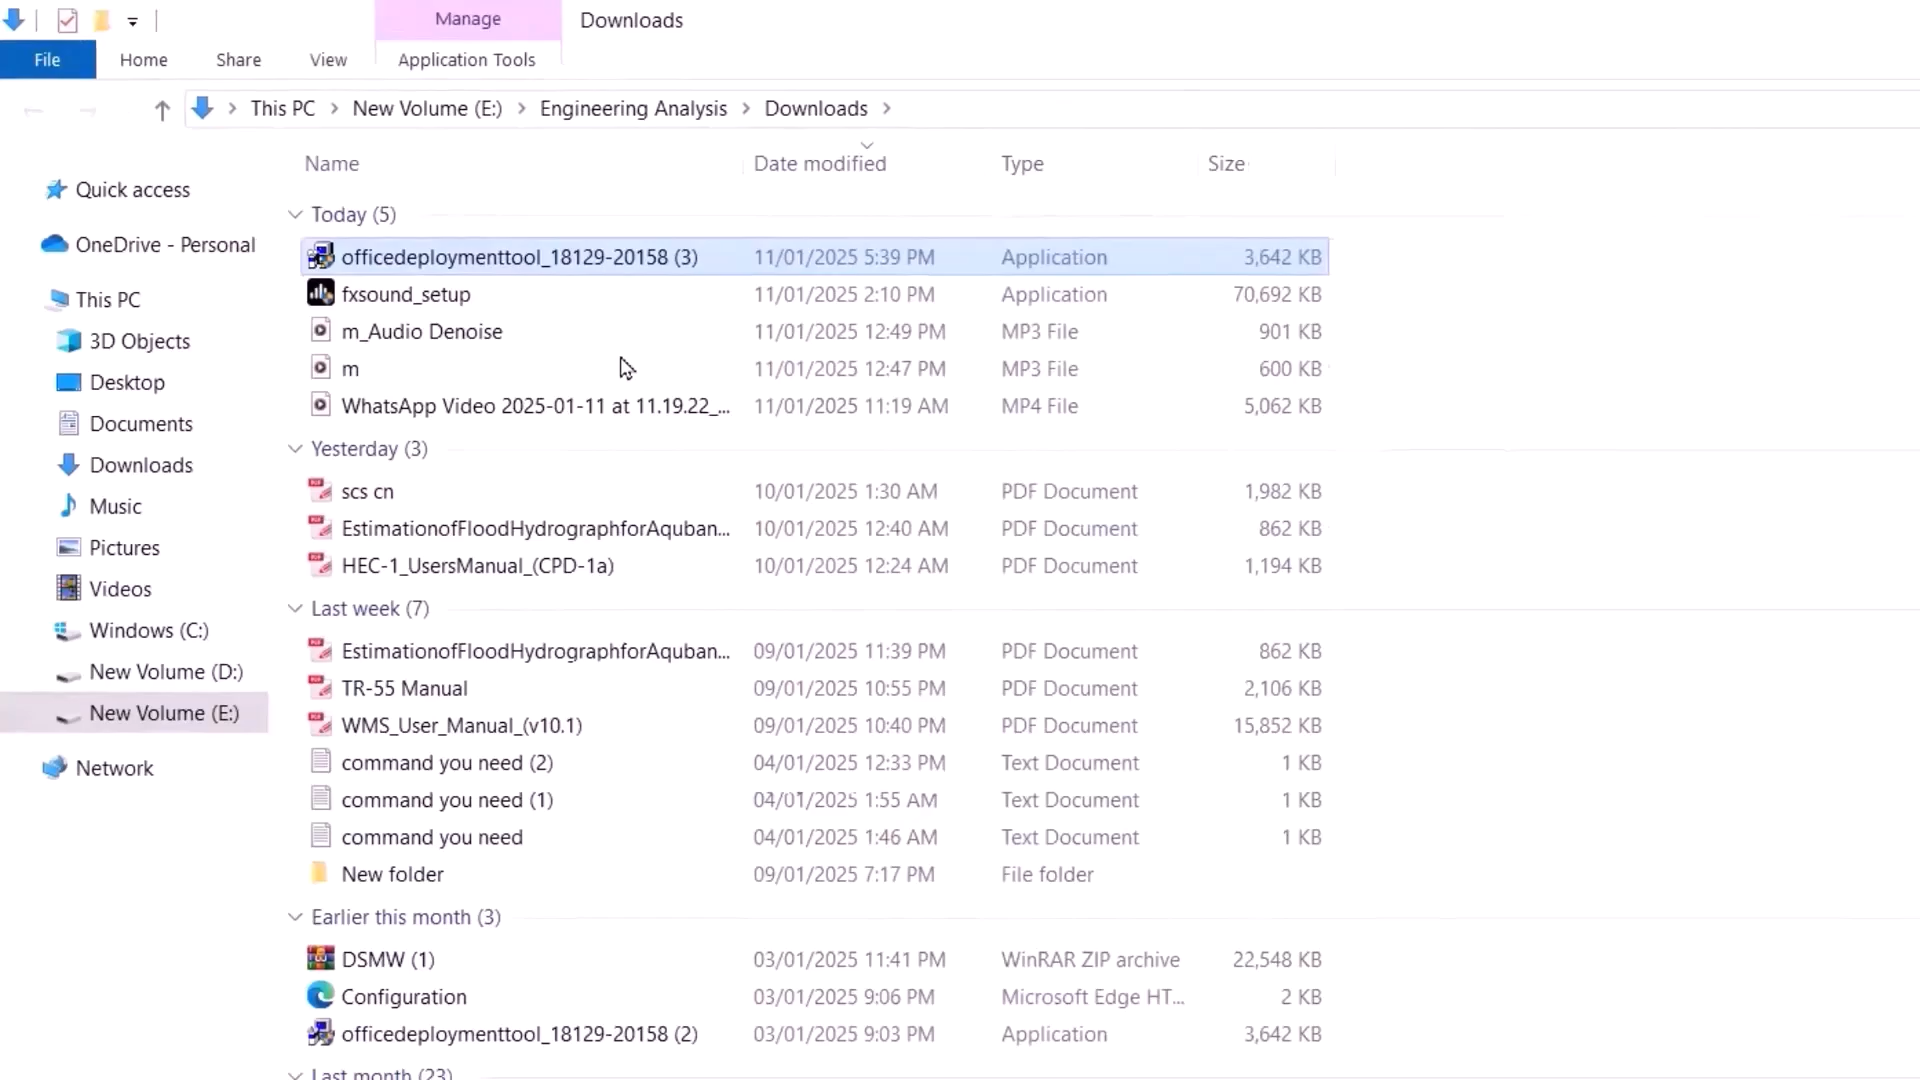 Manage
Downloads
File
Home
Share
View
Application Tools
This PC
New Volume (E:)
Engineering Analysis
Downloads
Name
Date modified
Type
Size
Quick access
OneDrive - Personal
This PC
3D Objects
Desktop
Documents
Downloads
Music
Pictures
Videos
Windows (C:)
New Volume (D:)
New Volume (E:)
Network
Today (5)
officedeploymenttool_18129-20158 (3) 11/01/2025 5:39 PM Application 3,642 KB
fxsound_setup 11/01/2025 2:10 PM Application 70,692 KB
m_Audio Denoise 11/01/2025 12:49 PM MP3 File 901 KB
m 11/01/2025 12:47 PM MP3 File 600 KB
WhatsApp Video 2025-01-11 at 11.19.22_... 11/01/2025 11:19 AM MP4 File 5,062 KB
Yesterday (3)
scs cn 10/01/2025 1:30 AM PDF Document 1,982 KB
EstimationofFloodHydrographforAquban... 10/01/2025 12:40 AM PDF Document 862 KB
HEC-1_UsersManual_(CPD-1a) 10/01/2025 12:24 AM PDF Document 1,194 KB
Last week (7)
EstimationofFloodHydrographforAquban... 09/01/2025 11:39 PM PDF Document 862 KB
TR-55 Manual 09/01/2025 10:55 PM PDF Document 2,106 KB
WMS_User_Manual_(v10.1) 09/01/2025 10:40 PM PDF Document 15,852 KB
command you need (2) 04/01/2025 12:33 PM Text Document 1 KB
command you need (1) 04/01/2025 1:55 AM Text Document 1 KB
command you need 04/01/2025 1:46 AM Text Document 1 KB
New folder 09/01/2025 7:17 PM File folder
Earlier this month (3)
DSMW (1) 03/01/2025 11:41 PM WinRAR ZIP archive 22,548 KB
Configuration 03/01/2025 9:06 PM Microsoft Edge HT... 2 KB
officedeploymenttool_18129-20158 (2) 03/01/2025 9:03 PM Application 3,642 KB
Last month (23)